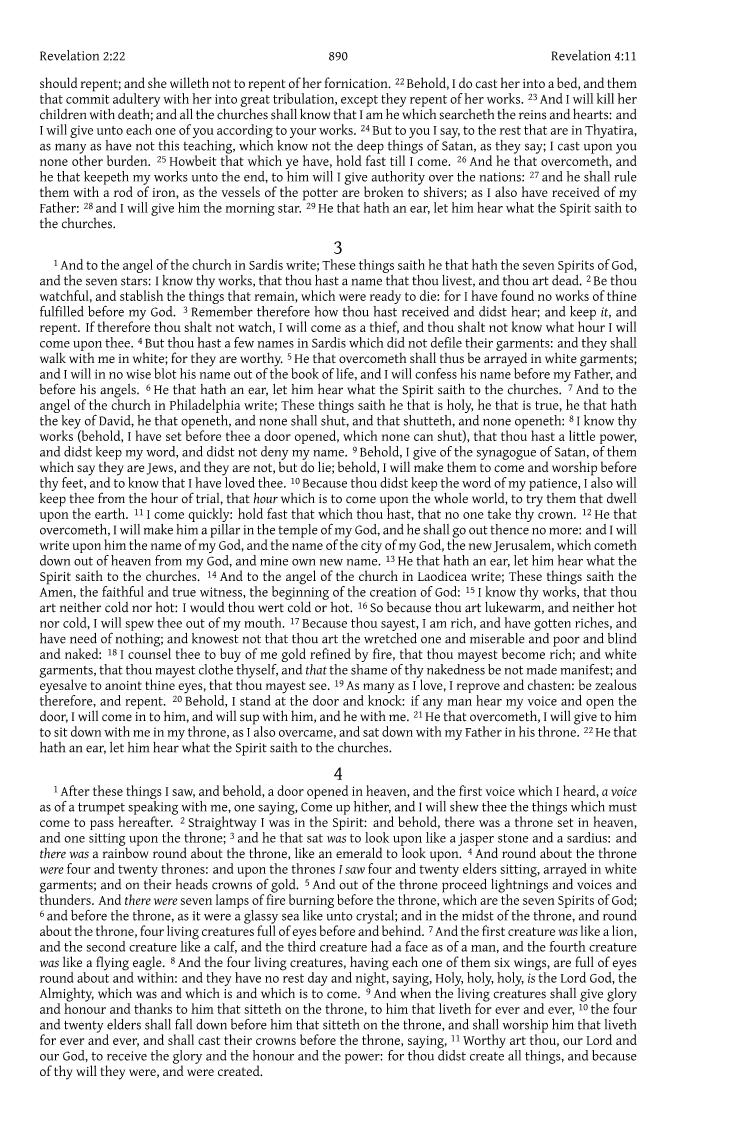 Revelation 2:22 890 Revelation 4:11
should repent; and she willeth not to repent of her fornication. 22 Behold, I do cast her into a bed, and them
that commit adultery with her into great tribulation, except they repent of her works. 23 And I will kill her
children with death; and all the churches shall know that I am he which searcheth the reins and hearts: and
I will give unto each one of you according to your works. 24 But to you I say, to the rest that are in Thyatira,
as many as have not this teaching, which know not the deep things of Satan, as they say; I cast upon you
none other burden. 25 Howbeit that which ye have, hold fast till I come. 26 And he that overcometh, and
he that keepeth my works unto the end, to him will I give authority over the nations: 27 and he shall rule
them with a rod of iron, as the vessels of the potter are broken to shivers; as I also have received of my
Father: 28 and I will give him the morning star. 29 He that hath an ear, let him hear what the Spirit saith to
the churches.
3
1 And to the angel of the church in Sardis write; These things saith he that hath the seven Spirits of God,
and the seven stars: I know thy works, that thou hast a name that thou livest, and thou art dead. 2 Be thou
watchful, and stablish the things that remain, which were ready to die: for I have found no works of thine
fulfilled before my God. 3 Remember therefore how thou hast received and didst hear; and keep it, and
repent. If therefore thou shalt not watch, I will come as a thief, and thou shalt not know what hour I will
come upon thee. 4 But thou hast a few names in Sardis which did not defile their garments: and they shall
walk with me in white; for they are worthy. 5 He that overcometh shall thus be arrayed in white garments;
and I will in no wise blot his name out of the book of life, and I will confess his name before my Father, and
before his angels. 6 He that hath an ear, let him hear what the Spirit saith to the churches. 7 And to the
angel of the church in Philadelphia write; These things saith he that is holy, he that is true, he that hath
the key of David, he that openeth, and none shall shut, and that shutteth, and none openeth: 8 I know thy
works (behold, I have set before thee a door opened, which none can shut), that thou hast a little power,
and didst keep my word, and didst not deny my name. 9 Behold, I give of the synagogue of Satan, of them
which say they are Jews, and they are not, but do lie; behold, I will make them to come and worship before
thy feet, and to know that I have loved thee. 10 Because thou didst keep the word of my patience, I also will
keep thee from the hour of trial, that hour which is to come upon the whole world, to try them that dwell
upon the earth. 11 I come quickly: hold fast that which thou hast, that no one take thy crown. 12 He that
overcometh, I will make him a pillar in the temple of my God, and he shall go out thence no more: and I will
write upon him the name of my God, and the name of the city of my God, the new Jerusalem, which cometh
down out of heaven from my God, and mine own new name. 13 He that hath an ear, let him hear what the
Spirit saith to the churches. 14 And to the angel of the church in Laodicea write; These things saith the
Amen, the faithful and true witness, the beginning of the creation of God: 15 I know thy works, that thou
art neither cold nor hot: I would thou wert cold or hot. 16 So because thou art lukewarm, and neither hot
nor cold, I will spew thee out of my mouth. 17 Because thou sayest, I am rich, and have gotten riches, and
have need of nothing; and knowest not that thou art the wretched one and miserable and poor and blind
and naked: 18 I counsel thee to buy of me gold refined by fire, that thou mayest become rich; and white
garments, that thou mayest clothe thyself, and that the shame of thy nakedness be not made manifest; and
eyesalve to anoint thine eyes, that thou mayest see. 19 As many as I love, I reprove and chasten: be zealous
therefore, and repent. 20 Behold, I stand at the door and knock: if any man hear my voice and open the
door, I will come in to him, and will sup with him, and he with me. 21 He that overcometh, I will give to him
to sit down with me in my throne, as I also overcame, and sat down with my Father in his throne. 22 He that
hath an ear, let him hear what the Spirit saith to the churches.
4
1 After these things I saw, and behold, a door opened in heaven, and the first voice which I heard, a voice
as of a trumpet speaking with me, one saying, Come up hither, and I will shew thee the things which must
come to pass hereafter. 2 Straightway I was in the Spirit: and behold, there was a throne set in heaven,
and one sitting upon the throne; 3 and he that sat was to look upon like a jasper stone and a sardius: and
there was a rainbow round about the throne, like an emerald to look upon. 4 And round about the throne
were four and twenty thrones: and upon the thrones I saw four and twenty elders sitting, arrayed in white
garments; and on their heads crowns of gold. 5 And out of the throne proceed lightnings and voices and
thunders. And there were seven lamps of fire burning before the throne, which are the seven Spirits of God;
6 and before the throne, as it were a glassy sea like unto crystal; and in the midst of the throne, and round
about the throne, four living creatures full of eyes before and behind. 7 And the first creature was like a lion,
and the second creature like a calf, and the third creature had a face as of a man, and the fourth creature
was like a flying eagle. 8 And the four living creatures, having each one of them six wings, are full of eyes
round about and within: and they have no rest day and night, saying, Holy, holy, holy, is the Lord God, the
Almighty, which was and which is and which is to come. 9 And when the living creatures shall give glory
and honour and thanks to him that sitteth on the throne, to him that liveth for ever and ever, 10 the four
and twenty elders shall fall down before him that sitteth on the throne, and shall worship him that liveth
for ever and ever, and shall cast their crowns before the throne, saying, 11 Worthy art thou, our Lord and
our God, to receive the glory and the honour and the power: for thou didst create all things, and because
of thy will they were, and were created.